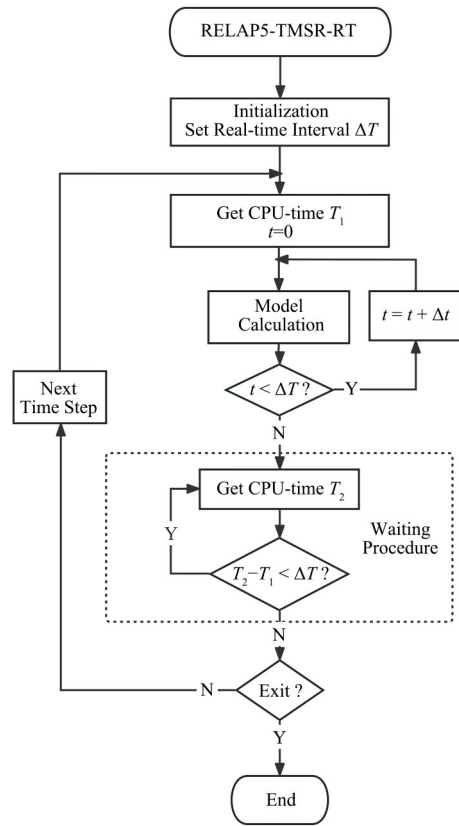 RELAP5-TMSR-RT
Initialization
Set Real-time Interval ΔT
Get CPU-time T₁
t=0
Model
Calculation
t = t + Δt
t < ΔT ?
Y
N
Next
Time Step
Get CPU-time T₂
Y
Waiting
Procedure
T₂−T₁ < ΔT ?
N
N
Exit ?
Y
End